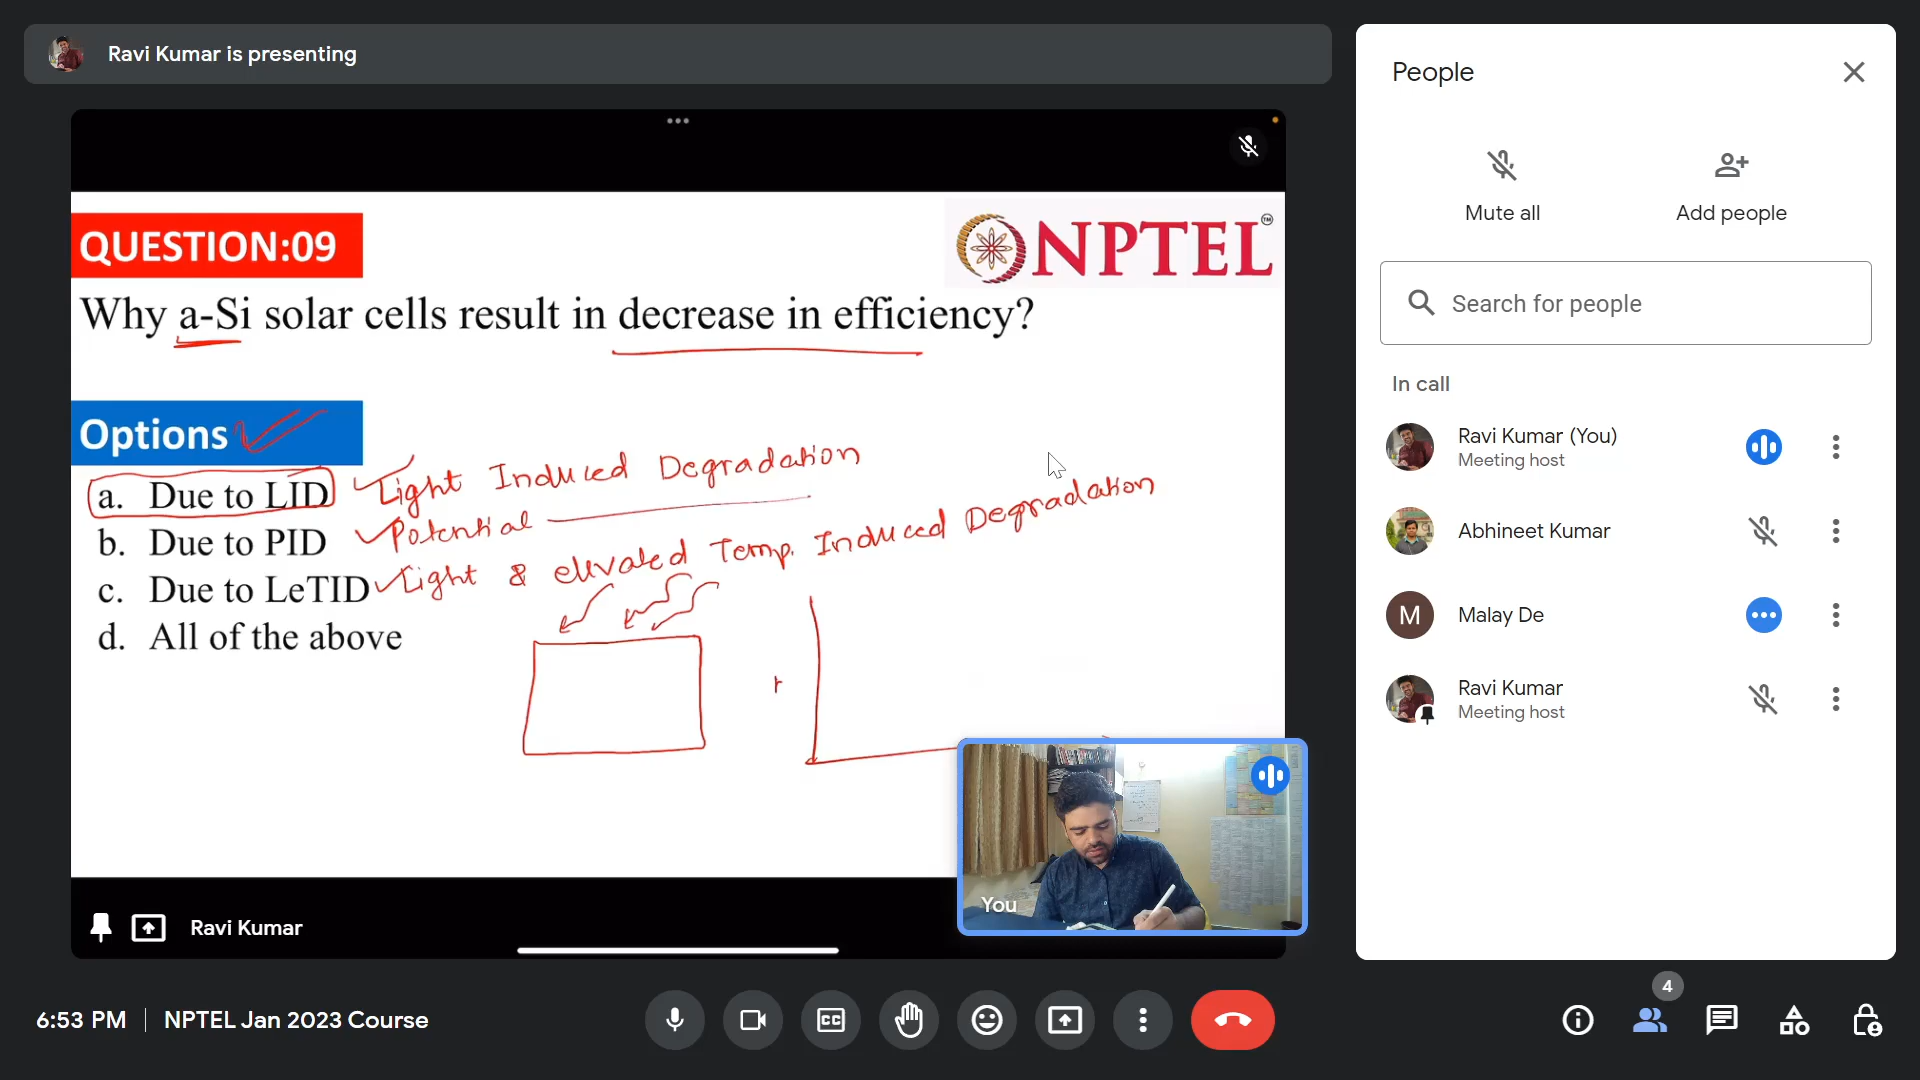 Ravi Kumar is presenting
QUESTION:09
NPTEL™
Why a-Si solar cells result in decrease in efficiency?
Options
a. Due to LID Light Induced Degradation
b. Due to PID Potential
c. Due to LeTID Light & elevated Temp. Induced Degradation
d. All of the above
You
Ravi Kumar
6:53 PM | NPTEL Jan 2023 Course
CC
People
Mute all
Add people
Search for people
In call
Ravi Kumar (You)
Meeting host
Abhineet Kumar
M Malay De
Ravi Kumar
Meeting host
4